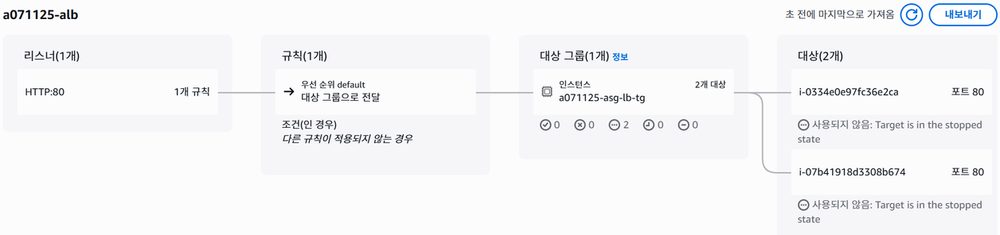 a071125-alb
초 전에 마지막으로 가져옴
내보내기
리스너(1개)
HTTP:80
1개 규칙
규칙(1개)
우선 순위 default
대상 그룹으로 전달
조건(인 경우)
다른 규칙이 적용되지 않는 경우
대상 그룹(1개) 정보
인스턴스
2개 대상
a071125-asg-lb-tg
0 0 2 0 0
대상(2개)
i-0334e0e97fc36e2ca
포트 80
사용되지 않음: Target is in the stopped
state
i-07b41918d3308b674
포트 80
사용되지 않음: Target is in the stopped
state